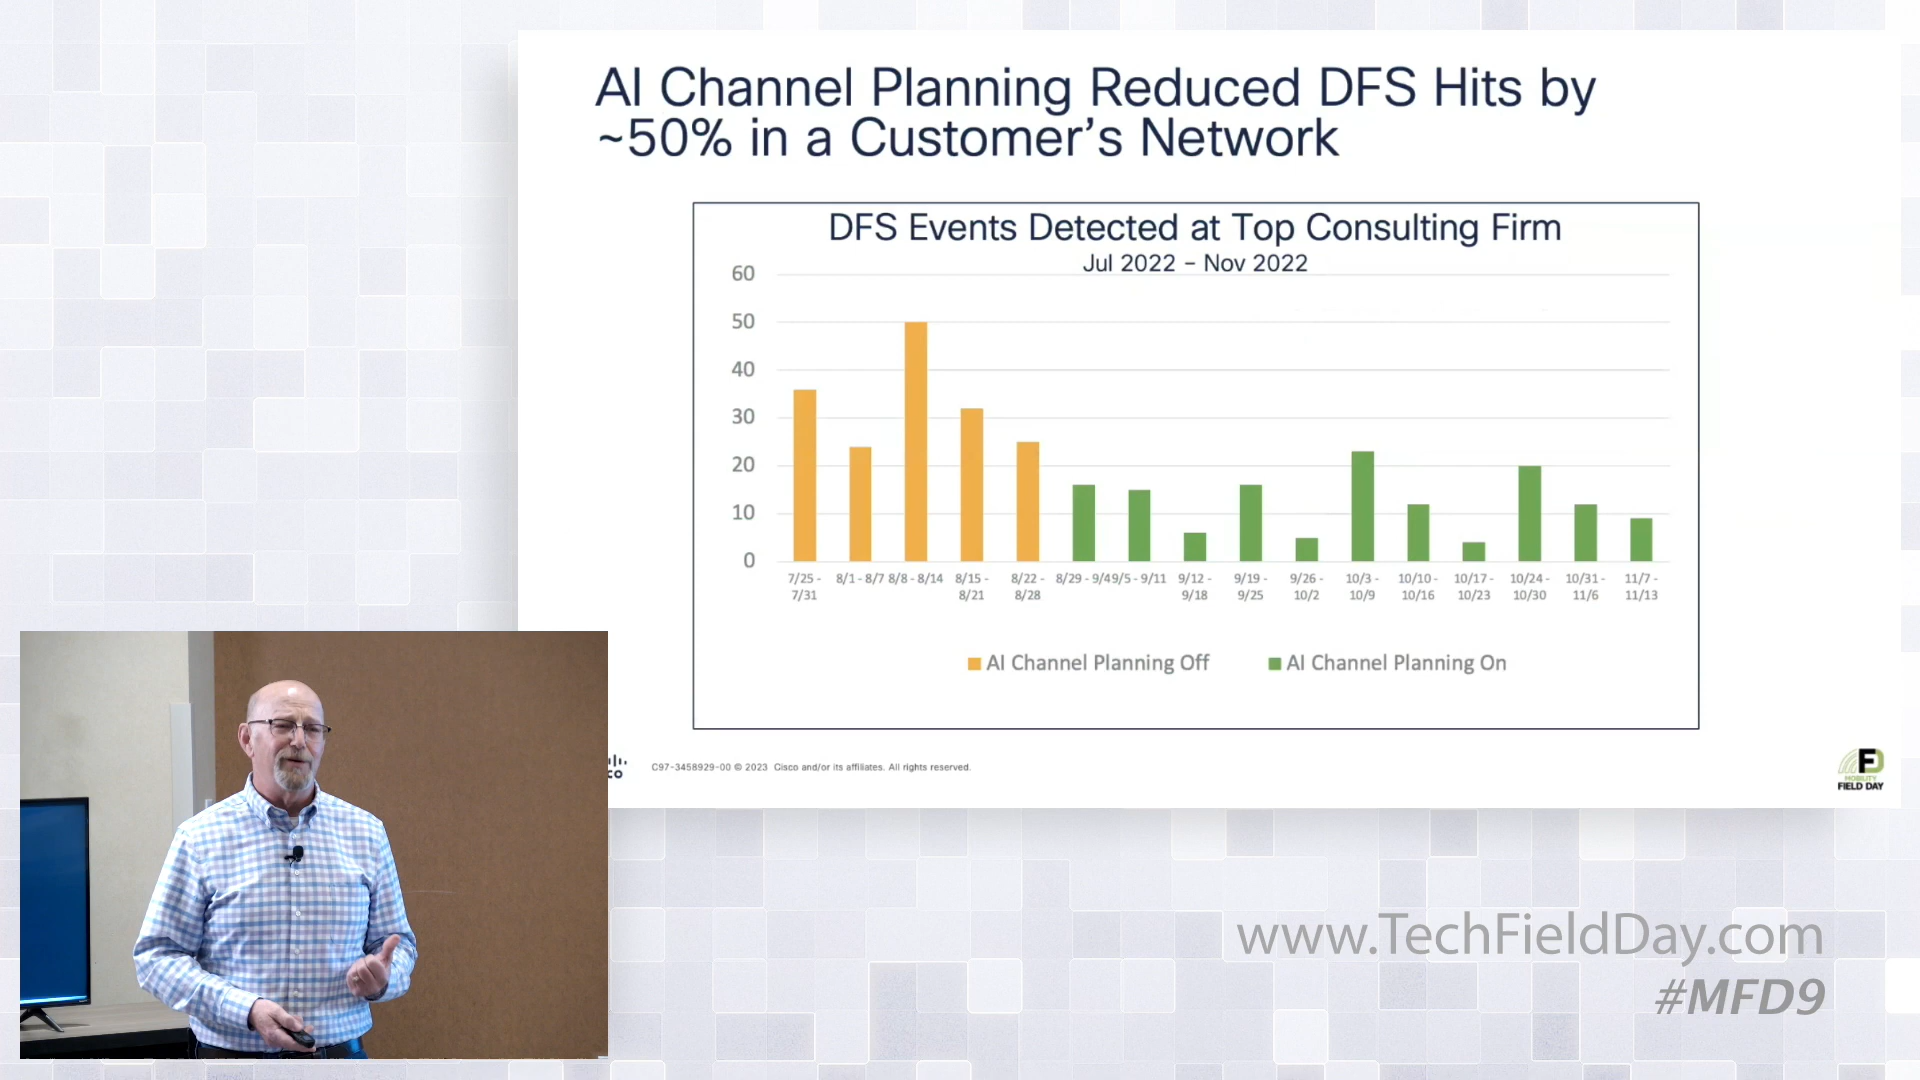 AI Channel Planning Reduced DFS Hits by
~50% in a Customer's Network
DFS Events Detected at Top Consulting Firm
Jul 2022 – Nov 2022
60
50
40
30
20
10
0
7/25 - 7/31
8/1 - 8/7
8/8 - 8/14
8/15 - 8/21
8/22 - 8/28
8/29 - 9/4
9/5 - 9/11
9/12 - 9/18
9/19 - 9/25
9/26 - 10/2
10/3 - 10/9
10/10 - 10/16
10/17 - 10/23
10/24 - 10/30
10/31 - 11/6
11/7 - 11/13
AI Channel Planning Off
AI Channel Planning On
C97-3458929-00 © 2023 Cisco and/or its affiliates. All rights reserved.
FD
MOBILITY
FIELD DAY
www.TechFieldDay.com
#MFD9